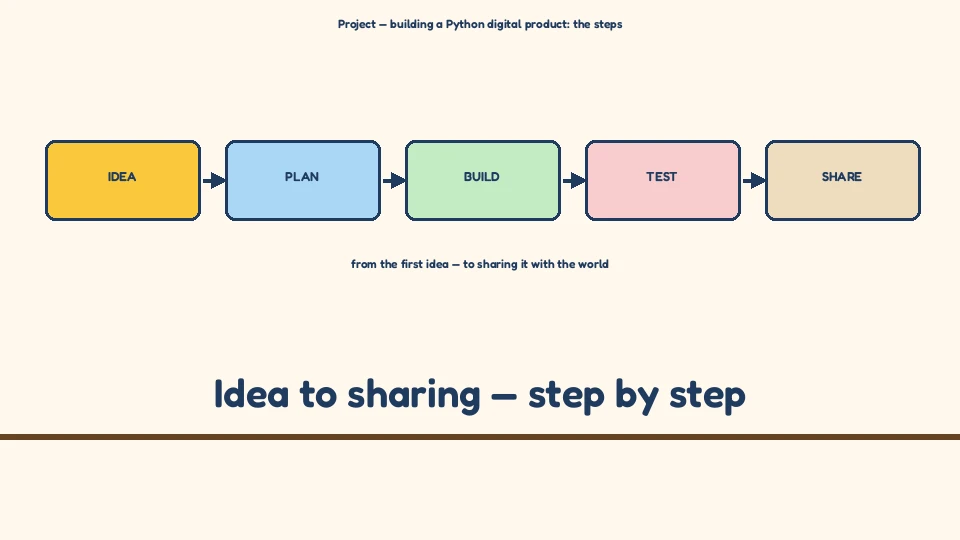 Project — building a Python digital product: the steps
IDEA
PLAN
BUILD
TEST
SHARE
from the first idea — to sharing it with the world
Idea to sharing — step by step